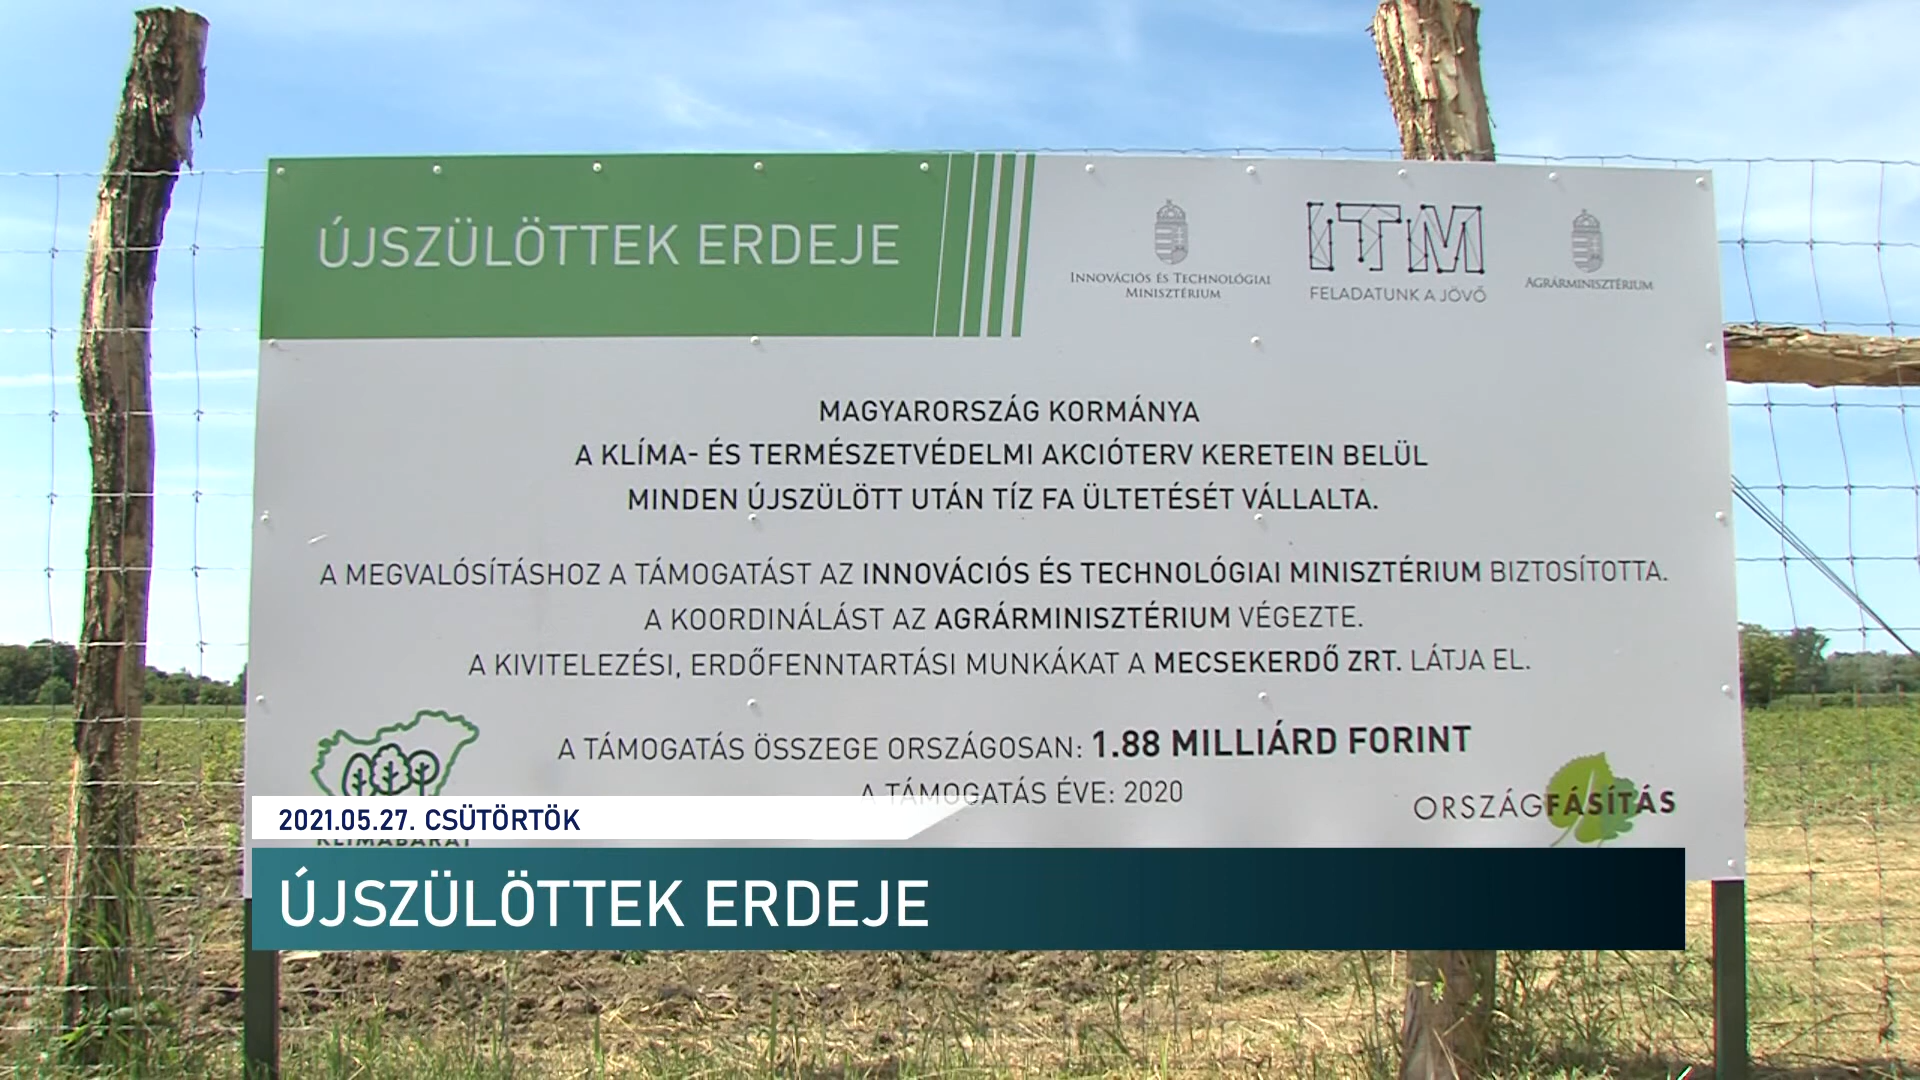 ÚJSZÜLÖTTEK ERDEJE
INNOVÁCIÓS ÉS TECHNOLÓGIAI
MINISZTÉRIUM
ITM
FELADATUNK A JÖVŐ
AGRÁRMINISZTÉRIUM
MAGYARORSZÁG KORMÁNYA
A KLÍMA- ÉS TERMÉSZETVÉDELMI AKCIÓTERV KERETEIN BELÜL
MINDEN ÚJSZÜLÖTT UTÁN TÍZ FA ÜLTETÉSÉT VÁLLALTA.
A MEGVALÓSÍTÁSHOZ A TÁMOGATÁST AZ INNOVÁCIÓS ÉS TECHNOLÓGIAI MINISZTÉRIUM BIZTOSÍTOTTA.
A KOORDINÁLÁST AZ AGRÁRMINISZTÉRIUM VÉGEZTE.
A KIVITELEZÉSI, ERDŐFENNTARTÁSI MUNKÁKAT A MECSEKERDŐ ZRT. LÁTJA EL.
A TÁMOGATÁS ÖSSZEGE ORSZÁGOSAN: 1.88 MILLIÁRD FORINT
A TÁMOGATÁS ÉVE: 2020
ORSZÁGFÁSÍTÁS
2021.05.27. CSÜTÖRTÖK
ÚJSZÜLÖTTEK ERDEJE